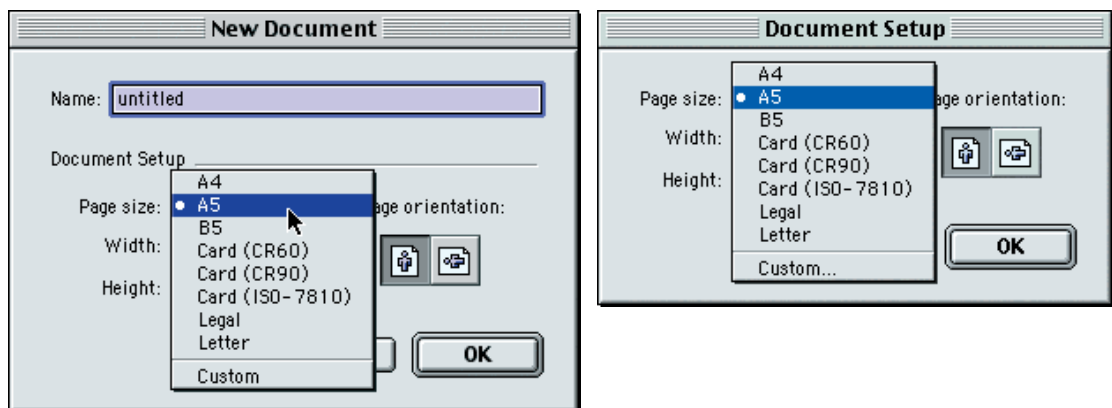 New Document
Name: untitled
Document Setup
A4
Page size: A5 age orientation:
B5
Width: Card (CR60)
Card (CR90)
Height: Card (ISO-7810)
Legal
Letter
OK
Custom
Document Setup
A4
Page size: A5 age orientation:
B5
Width: Card (CR60)
Card (CR90)
Height: Card (ISO-7810)
Legal
Letter
OK
Custom...